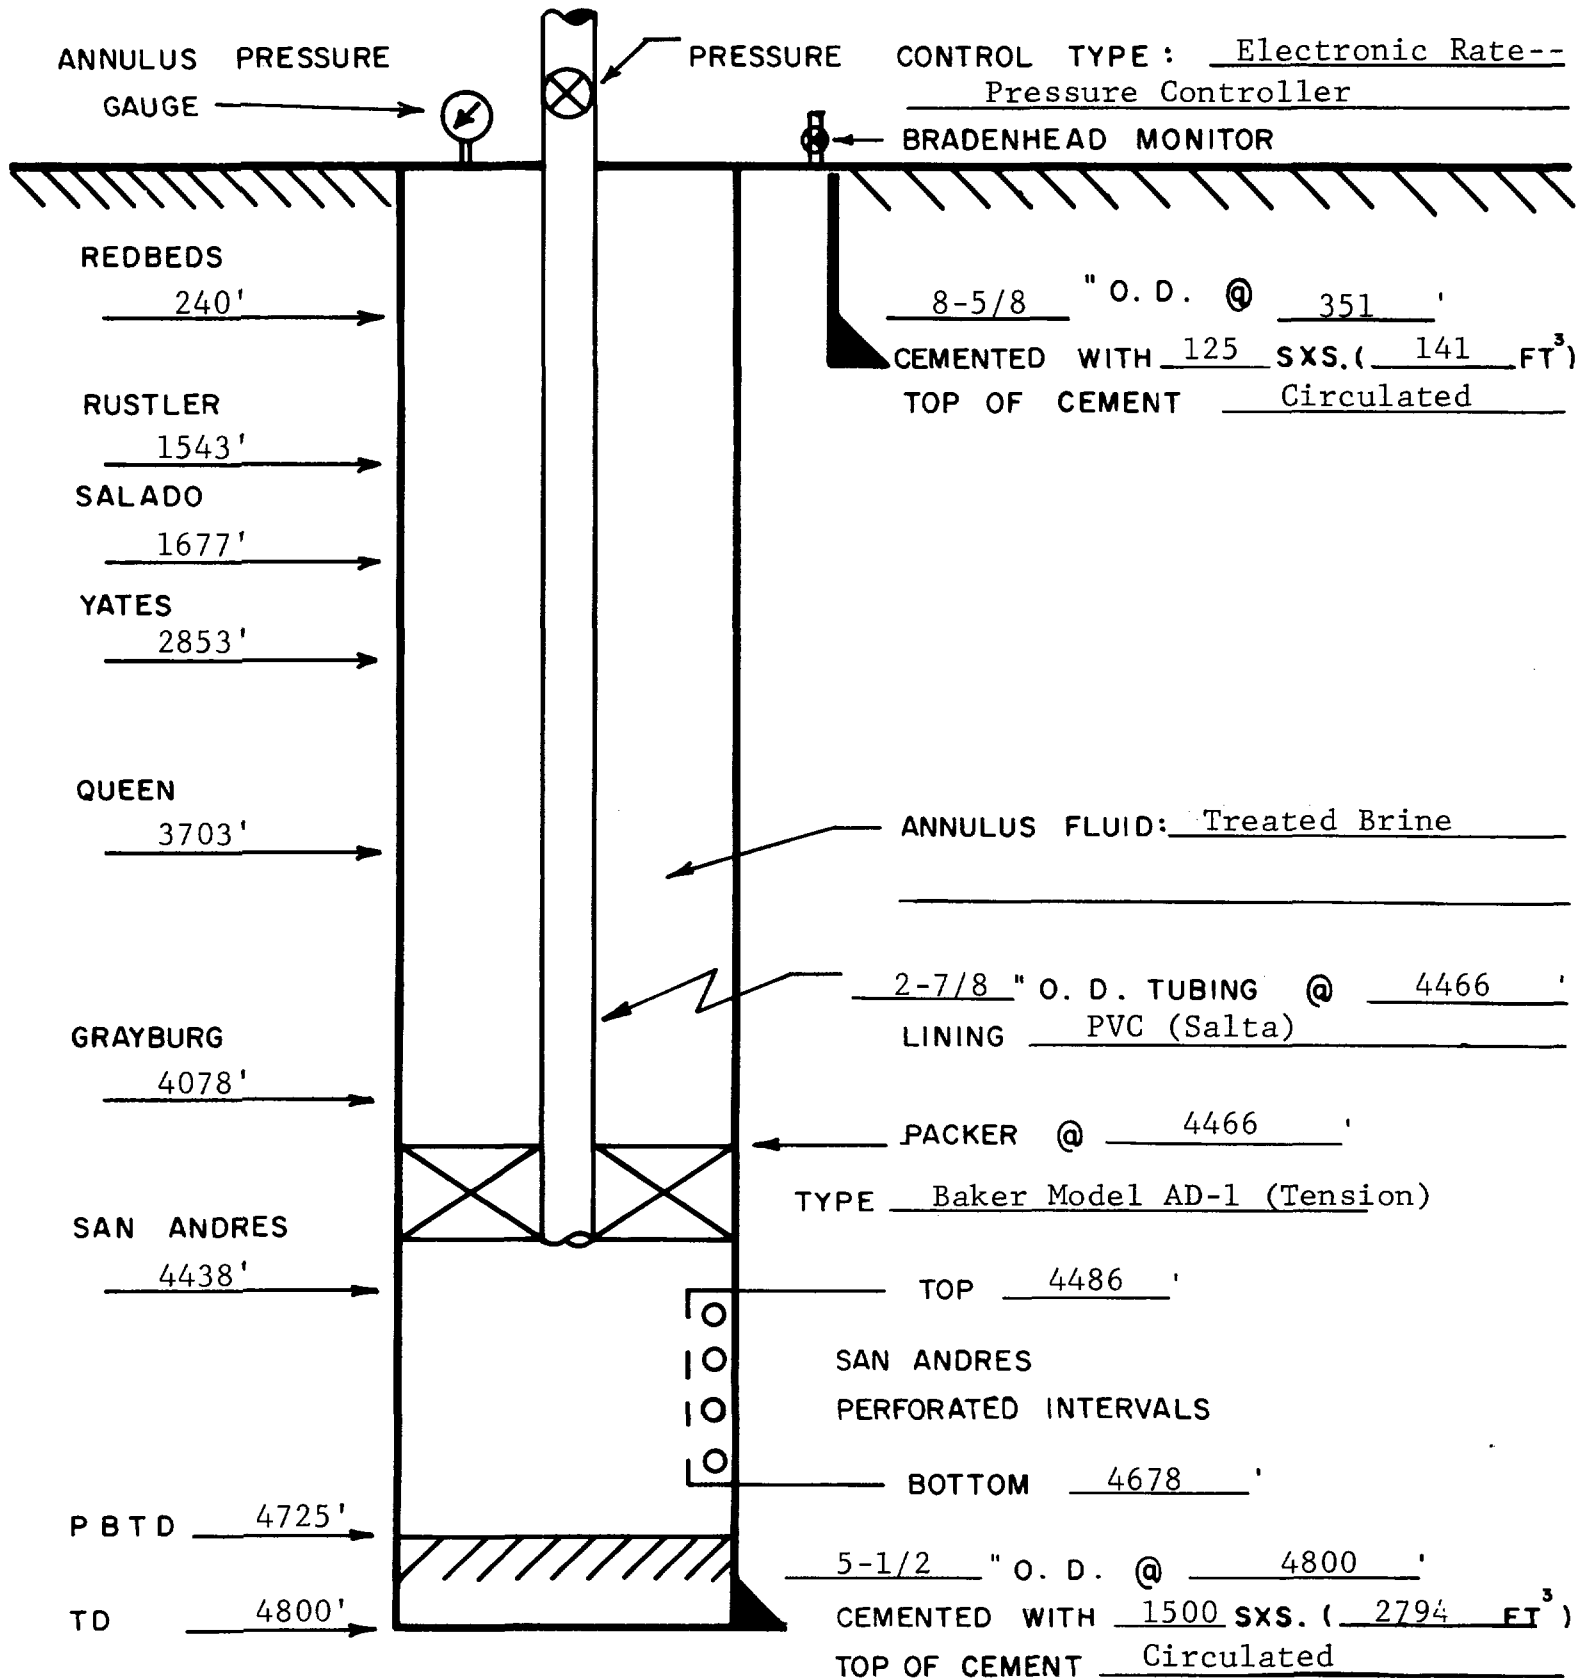 ANNULUS PRESSURE
GAUGE
PRESSURE CONTROL TYPE: Electronic Rate--
Pressure Controller
BRADENHEAD MONITOR
REDBEDS
240'
8-5/8 " O. D. @ 351 '
CEMENTED WITH 125 SXS. ( 141 FT³)
TOP OF CEMENT Circulated
RUSTLER
1543'
SALADO
1677'
YATES
2853'
QUEEN
3703'
ANNULUS FLUID: Treated Brine
2-7/8 " O. D. TUBING @ 4466 '
LINING PVC (Salta)
GRAYBURG
4078'
PACKER @ 4466 '
TYPE Baker Model AD-1 (Tension)
SAN ANDRES
4438'
TOP 4486 '
SAN ANDRES
PERFORATED INTERVALS
BOTTOM 4678 '
PBTD 4725'
5-1/2 " O. D. @ 4800 '
TD 4800'
CEMENTED WITH 1500 SXS. ( 2794 FT³)
TOP OF CEMENT Circulated